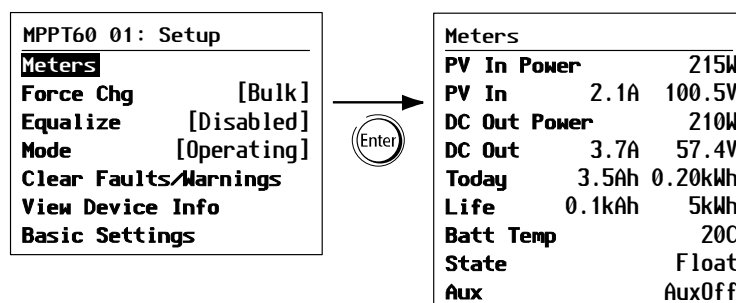 MPPT60 01: Setup
Meters
Force Chg [Bulk]
Equalize [Disabled]
Mode [Operating]
Clear Faults/Warnings
View Device Info
Basic Settings
Enter
Meters
PV In Power 215W
PV In 2.1A 100.5V
DC Out Power 210W
DC Out 3.7A 57.4V
Today 3.5Ah 0.20kWh
Life 0.1kAh 5kWh
Batt Temp 20C
State Float
Aux AuxOff